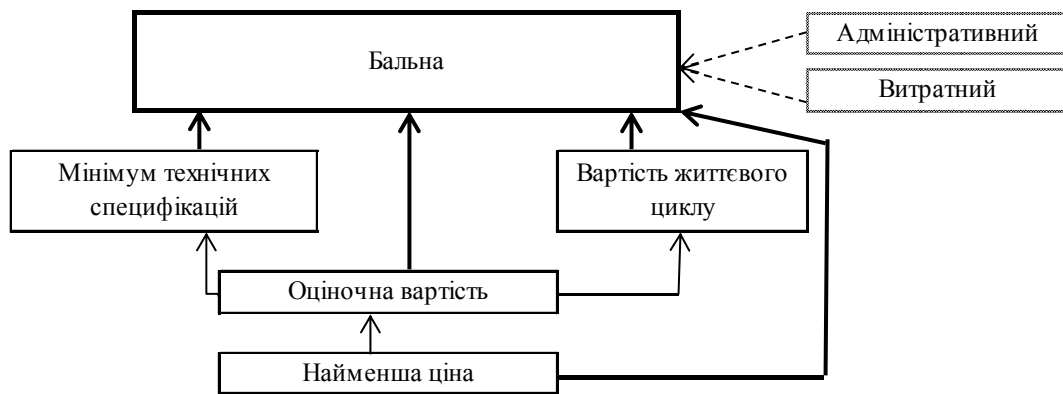 Адміністративний
Бальна
Витратний
Мінімум технічних
специфікацій
Вартість життєвого
циклу
Оціночна вартість
Найменша ціна